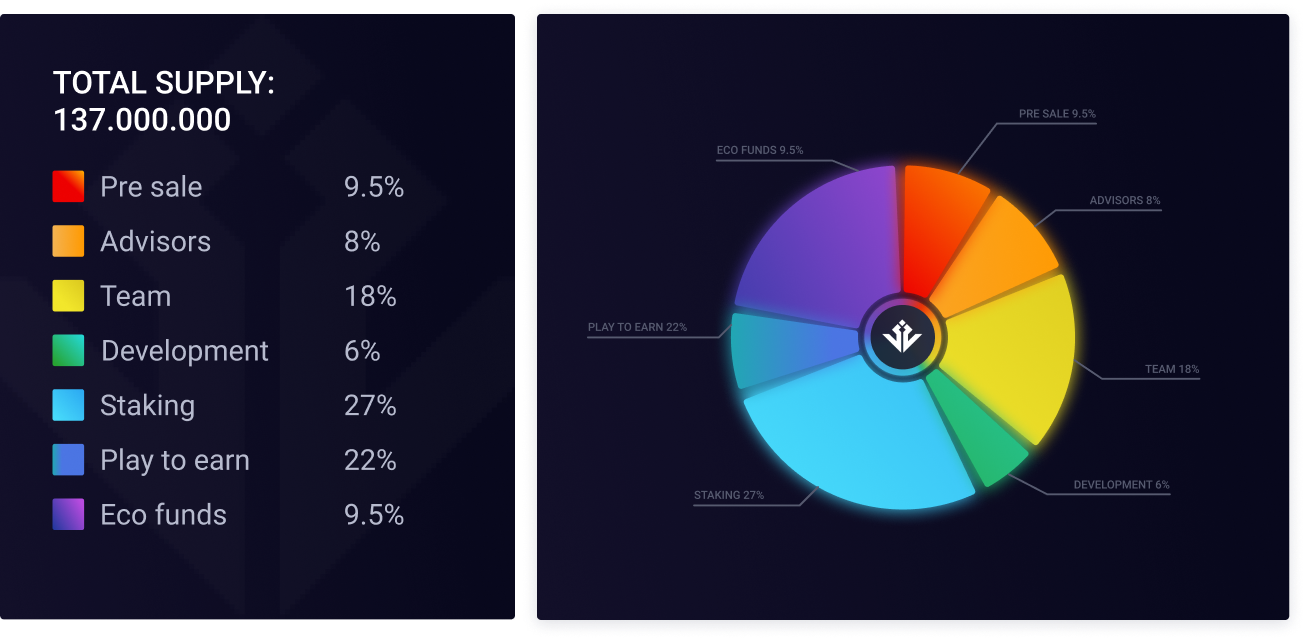 TOTAL SUPPLY:
137.000.000
Pre sale 9.5%
Advisors 8%
Team 18%
Development 6%
Staking 27%
Play to earn 22%
Eco funds 9.5%
PRE SALE 9.5%
ECO FUNDS 9.5%
ADVISORS 8%
PLAY TO EARN 22%
TEAM 18%
DEVELOPMENT 6%
STAKING 27%